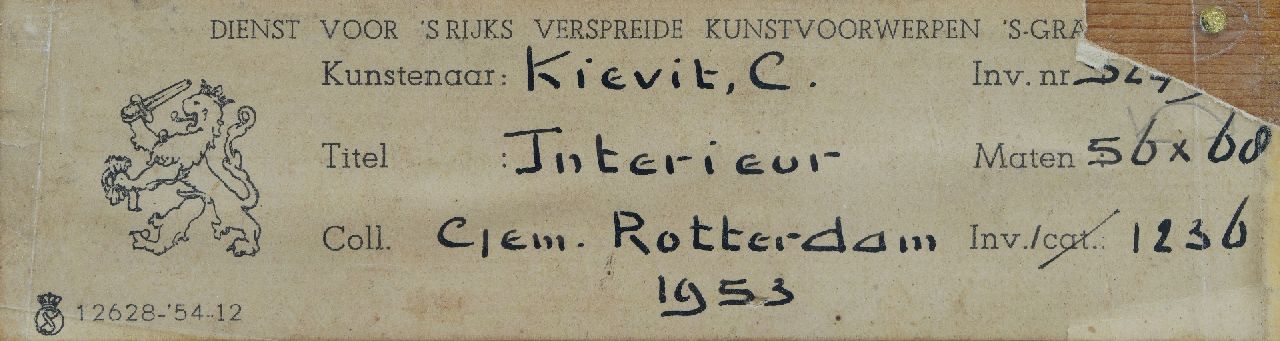 DIENST VOOR 'S RIJKS VERSPREIDE KUNSTVOORWERPEN 'S-GRA
Kunstenaar: Kievit, C. Inv. nr
Titel : Interieur Maten 56 x 60
Coll. Gem. Rotterdam Inv./cat.: 1236
1953
12628-'54-12